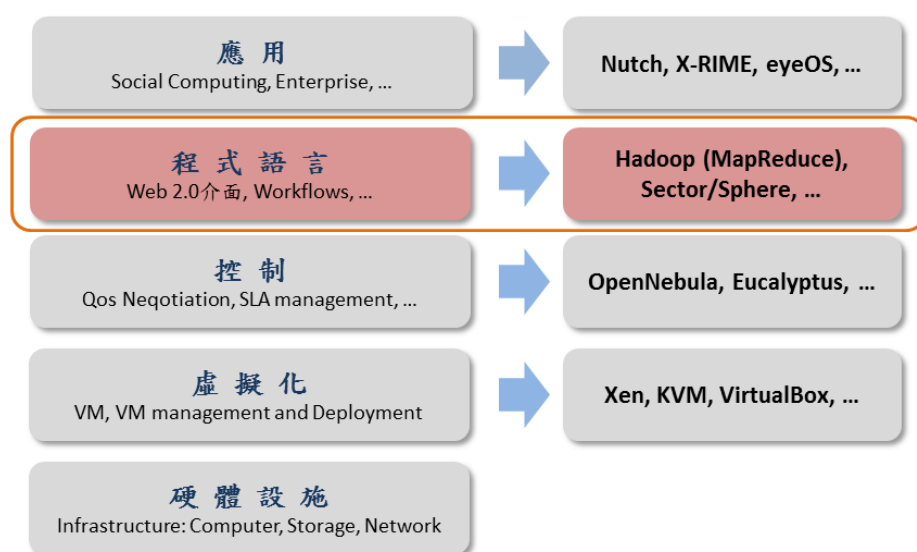 應用
Social Computing, Enterprise, ...
Nutch, X-RIME, eyeOS, ...
程式語言
Web 2.0介面, Workflows, ...
Hadoop (MapReduce),
Sector/Sphere, ...
控制
Qos Neqotiation, SLA management, ...
OpenNebula, Eucalyptus, ...
虛擬化
VM, VM management and Deployment
Xen, KVM, VirtualBox, ...
硬體設施
Infrastructure: Computer, Storage, Network